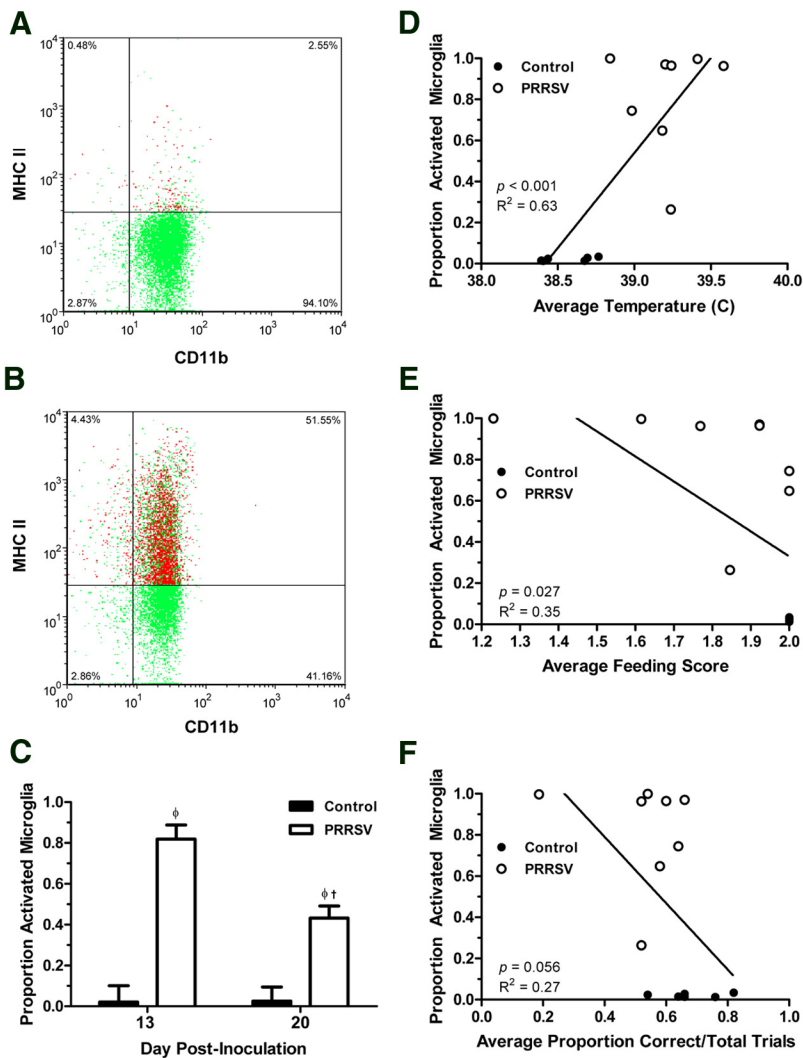 A
10⁴
0.48%
2.55%
10³
MHC II
10²
10¹
2.87%
94.10%
10⁰
10⁰ 10¹ 10² 10³ 10⁴
CD11b
B
10⁴
4.43%
51.55%
10³
MHC II
10²
10¹
2.86%
41.16%
10⁰
10⁰ 10¹ 10² 10³ 10⁴
CD11b
C
Proportion Activated Microglia
1.0
0.8
0.6
0.4
0.2
0.0
Control
PRRSV
ϕ
ϕ †
13 20
Day Post-Inoculation
D
Proportion Activated Microglia
1.0
0.8
0.6
0.4
0.2
0.0
Control
PRRSV
p < 0.001
R² = 0.63
38.0 38.5 39.0 39.5 40.0
Average Temperature (C)
E
Proportion Activated Microglia
1.0
0.8
0.6
0.4
0.2
0.0
Control
PRRSV
p = 0.027
R² = 0.35
1.2 1.3 1.4 1.5 1.6 1.7 1.8 1.9 2.0
Average Feeding Score
F
Proportion Activated Microglia
1.0
0.8
0.6
0.4
0.2
0.0
Control
PRRSV
p = 0.056
R² = 0.27
0.0 0.2 0.4 0.6 0.8 1.0
Average Proportion Correct/Total Trials